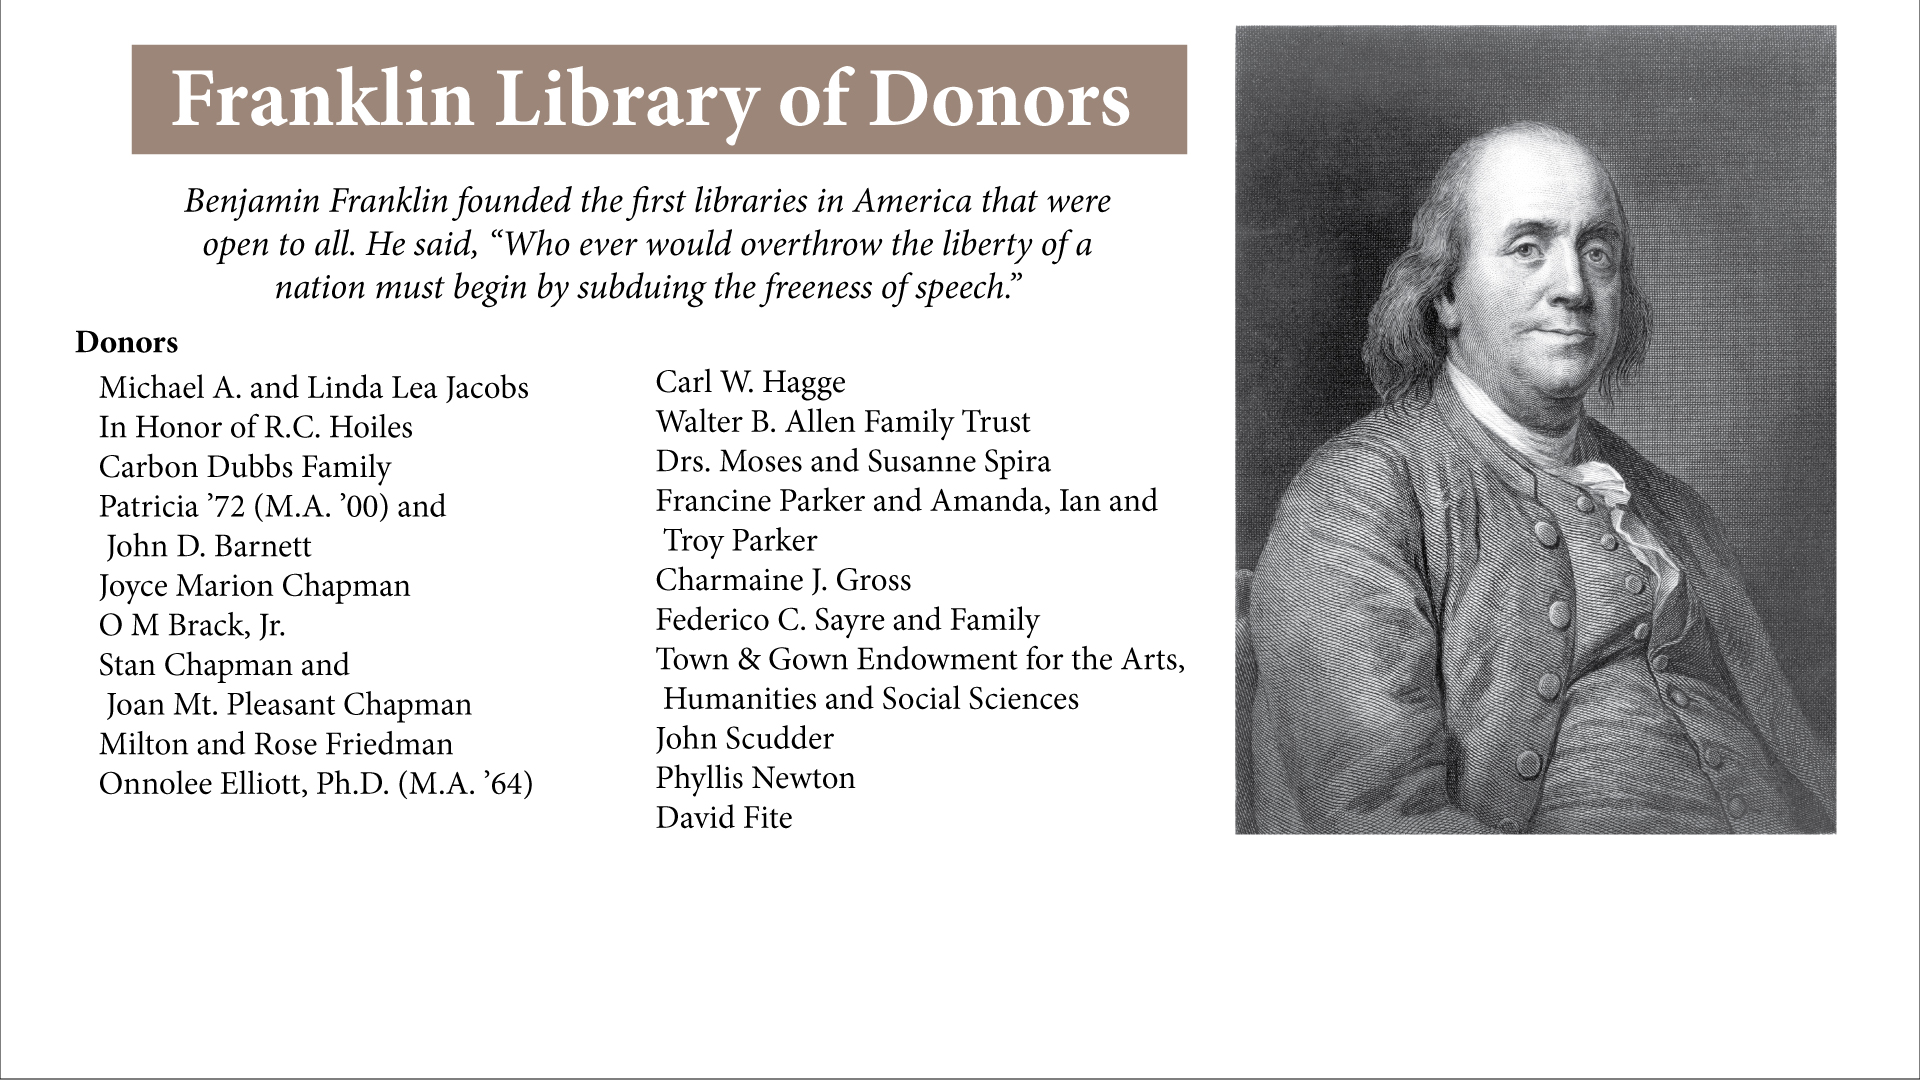 Franklin Library of Donors
Benjamin Franklin founded the first libraries in America that were
open to all. He said, “Who ever would overthrow the liberty of a
nation must begin by subduing the freeness of speech.”
Donors
Michael A. and Linda Lea Jacobs
In Honor of R.C. Hoiles
Carbon Dubbs Family
Patricia ’72 (M.A. ’00) and
John D. Barnett
Joyce Marion Chapman
O M Brack, Jr.
Stan Chapman and
Joan Mt. Pleasant Chapman
Milton and Rose Friedman
Onnolee Elliott, Ph.D. (M.A. ’64)
Carl W. Hagge
Walter B. Allen Family Trust
Drs. Moses and Susanne Spira
Francine Parker and Amanda, Ian and
Troy Parker
Charmaine J. Gross
Federico C. Sayre and Family
Town & Gown Endowment for the Arts,
Humanities and Social Sciences
John Scudder
Phyllis Newton
David Fite